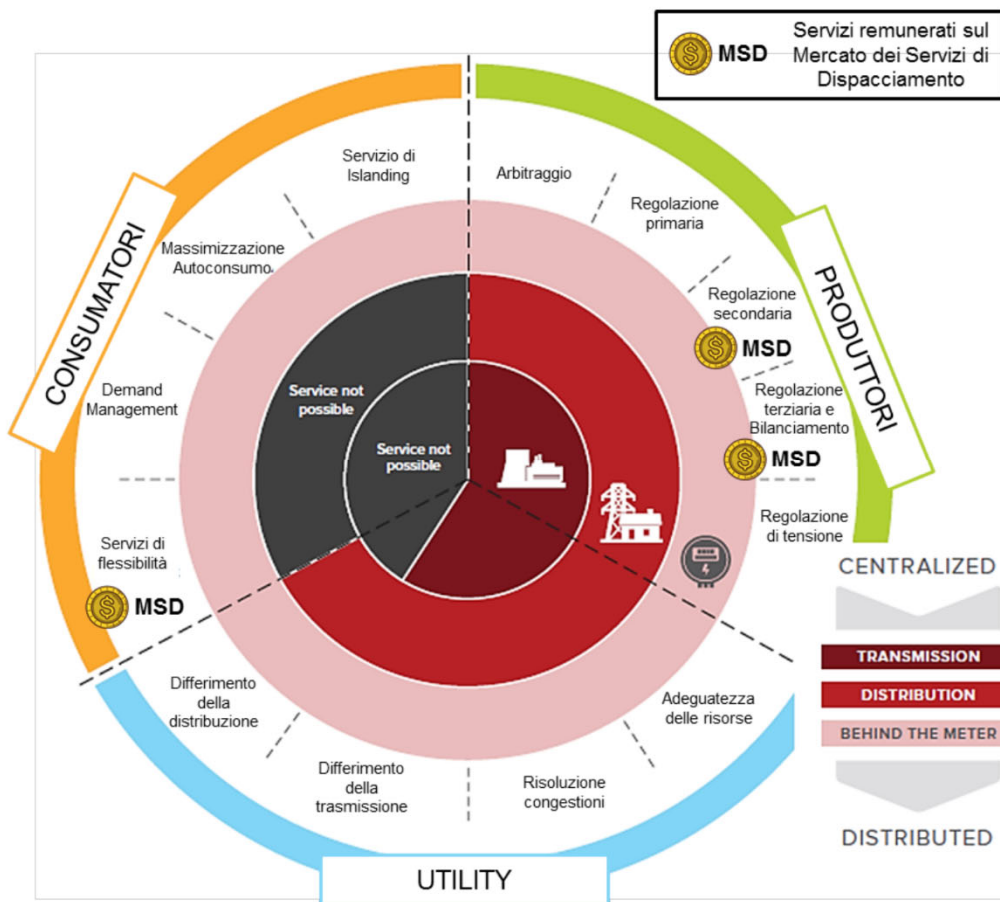 MSD
Servizi remunerati sul
Mercato dei Servizi di
Dispacciamento
CONSUMATORI
PRODUTTORI
UTILITY
Servizio di
Islanding
Arbitraggio
Regolazione
primaria
Massimizzazione
Autoconsumo
Regolazione
secondaria
MSD
Demand
Management
Regolazione
terziaria e
Bilanciamento
MSD
Service not
possible
Service not
possible
Servizi di
flessibilità
MSD
Regolazione
di tensione
Differimento
della
distribuzione
Differimento
della
trasmissione
Risoluzione
congestioni
Adeguatezza
delle risorse
CENTRALIZED
TRANSMISSION
DISTRIBUTION
BEHIND THE METER
DISTRIBUTED